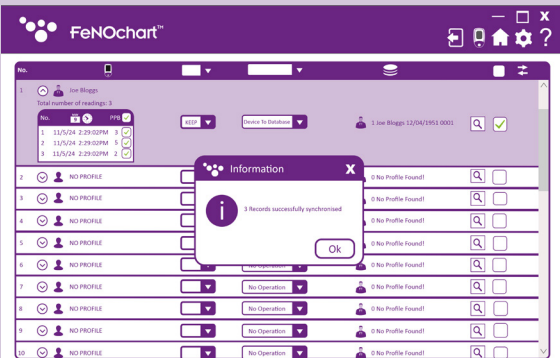 FeNOchart™
X
?
No.
1 Joe Bloggs
Total number of readings: 3
No. PPB
1 11/5/24 2:29:02PM 3
2 11/5/24 2:29:02PM 5
3 11/5/24 2:29:02PM 2
KEEP Device To Database 1 Joe Bloggs 12/04/1951 0001
Information X
i
3 Records successfully synchronised
Ok
2 NO PROFILE 0 No Profile Found!
3 NO PROFILE 0 No Profile Found!
4 NO PROFILE 0 No Profile Found!
5 NO PROFILE 0 No Profile Found!
6 NO PROFILE No Operation 0 No Profile Found!
7 NO PROFILE No Operation 0 No Profile Found!
8 NO PROFILE No Operation 0 No Profile Found!
9 NO PROFILE No Operation 0 No Profile Found!
10 NO PROFILE No Operation 0 No Profile Found!